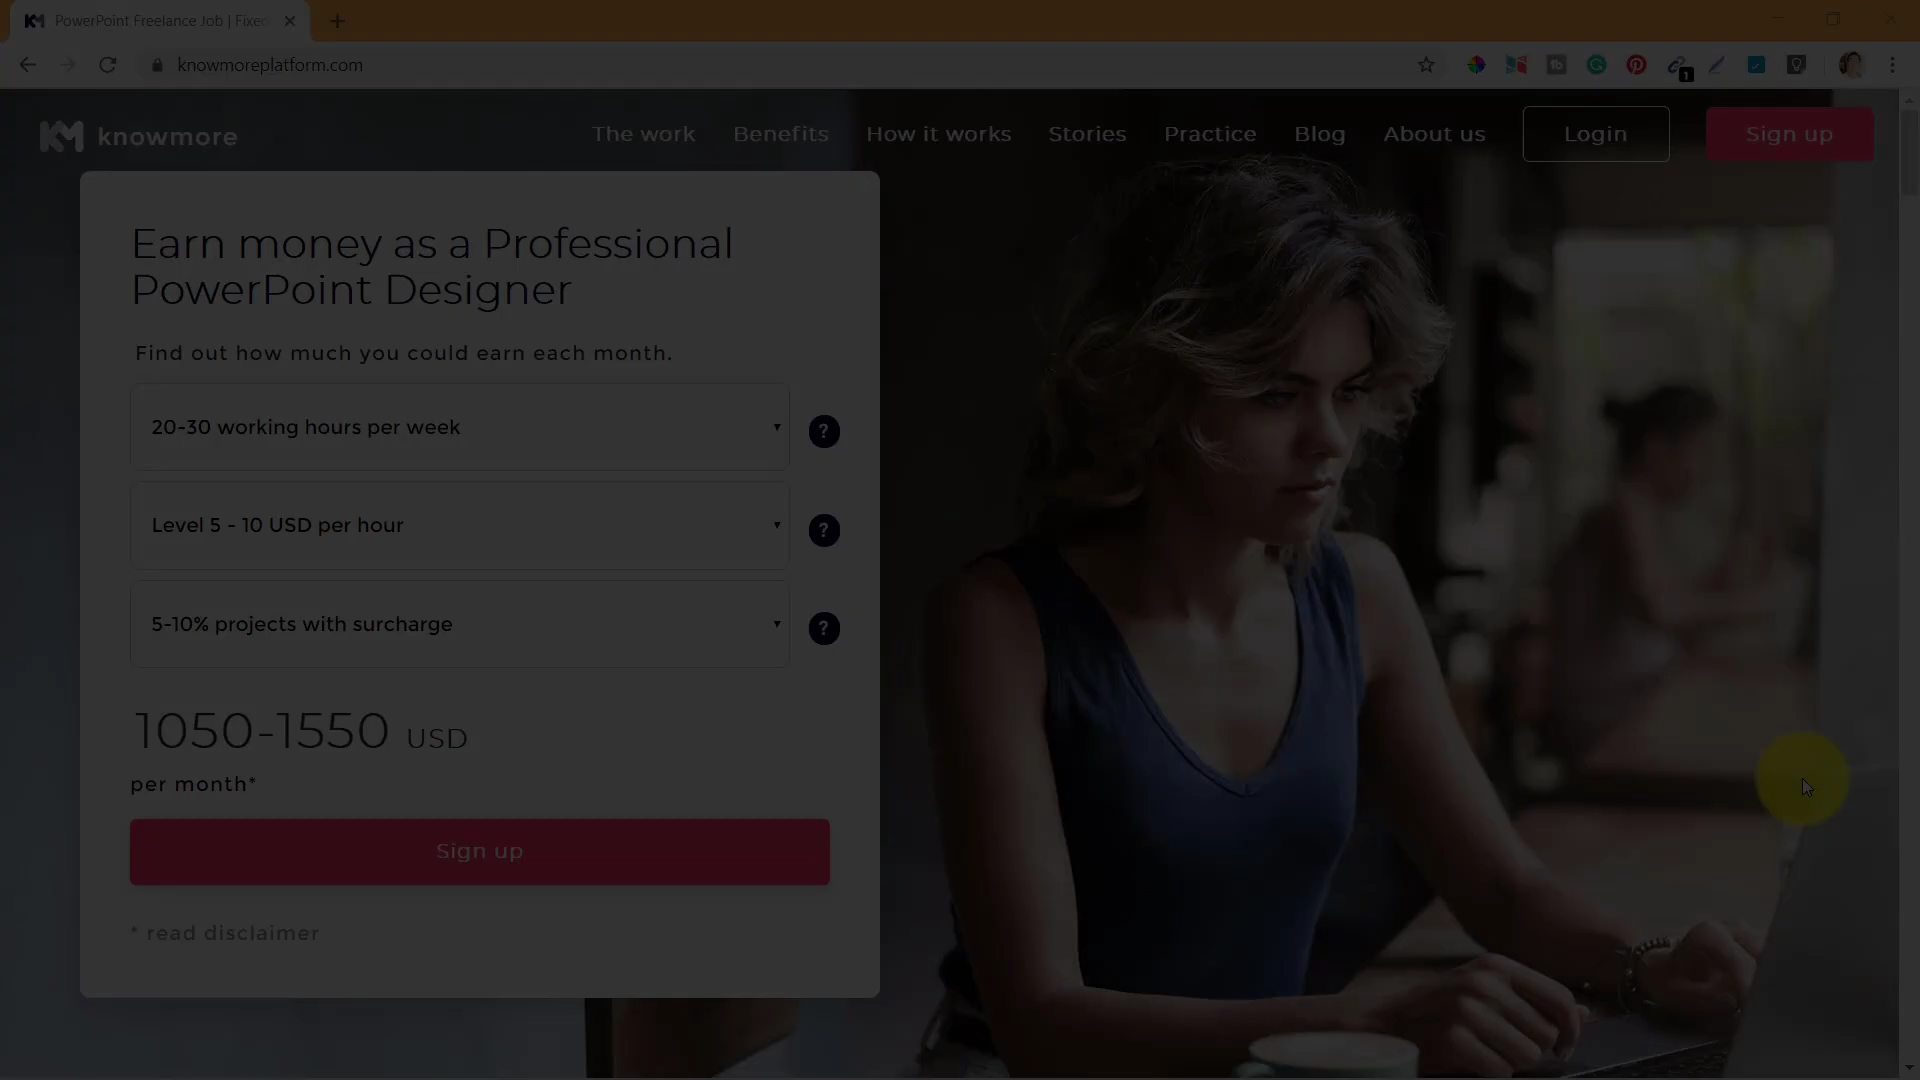 PowerPoint Freelance Job | Fixe
knowmoreplatform.com
1
KM knowmore
The work
Benefits
How it works
Stories
Practice
Blog
About us
Login
Sign up
Earn money as a Professional
PowerPoint Designer
Find out how much you could earn each month.
20-30 working hours per week
?
Level 5 - 10 USD per hour
?
5-10% projects with surcharge
?
1050-1550 USD
per month*
Sign up
* read disclaimer